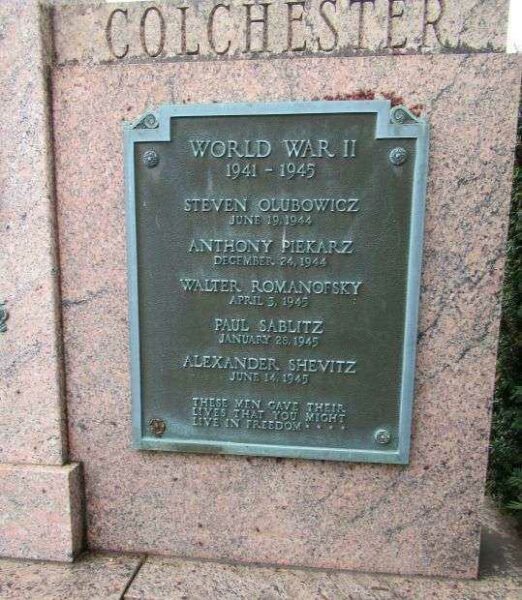 COLCHESTER
WORLD WAR II
1941 - 1945
STEVEN OLUBOWICZ
JUNE 19, 1944
ANTHONY PIEKARZ
DECEMBER 24, 1944
WALTER ROMANOFSKY
APRIL 3, 1945
PAUL SABLITZ
JANUARY 28, 1945
ALEXANDER SHEVITZ
JUNE 14, 1945
THESE MEN GAVE THEIR
LIVES THAT YOU MIGHT
LIVE IN FREEDOM • • • •